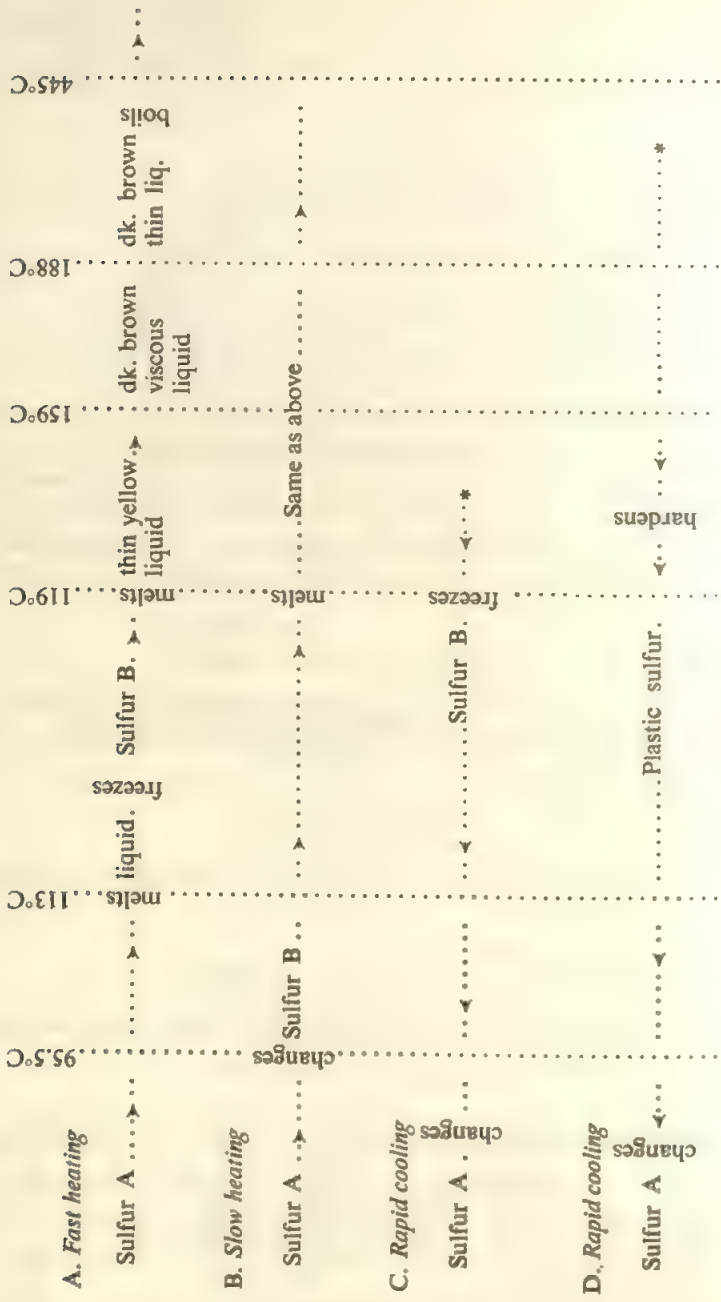 95.5°C 113°C 119°C 159°C 188°C 445°C
A. Fast heating
Sulfur A melts liquid. freezes Sulfur B. melts thin yellow liquid dk. brown viscous liquid dk. brown thin liq. boils
B. Slow heating
Sulfur A changes Sulfur B melts Same as above
C. Rapid cooling
Sulfur A changes Sulfur B. freezes *
D. Rapid cooling
Sulfur A changes Plastic sulfur. hardens *